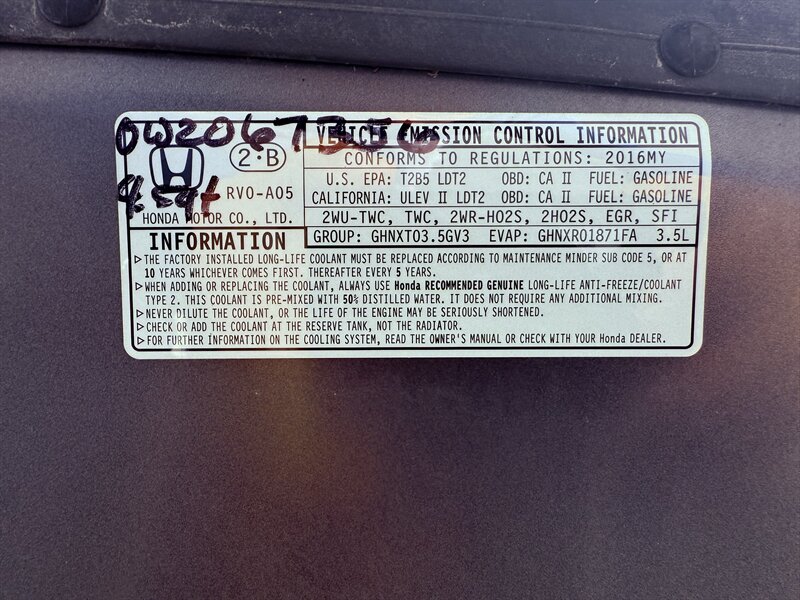 VEHICLE EMISSION CONTROL INFORMATION
2·B
CONFORMS TO REGULATIONS: 2016MY
U.S. EPA: T2B5 LDT2 OBD: CA II FUEL: GASOLINE
RV0-A05
CALIFORNIA: ULEV II LDT2 OBD: CA II FUEL: GASOLINE
HONDA MOTOR CO., LTD.
2WU-TWC, TWC, 2WR-HO2S, 2HO2S, EGR, SFI
GROUP: GHNXT03.5GV3 EVAP: GHNXR01871FA 3.5L
INFORMATION
▷THE FACTORY INSTALLED LONG-LIFE COOLANT MUST BE REPLACED ACCORDING TO MAINTENANCE MINDER SUB CODE 5, OR AT
10 YEARS WHICHEVER COMES FIRST. THEREAFTER EVERY 5 YEARS.
▷WHEN ADDING OR REPLACING THE COOLANT, ALWAYS USE Honda RECOMMENDED GENUINE LONG-LIFE ANTI-FREEZE/COOLANT
TYPE 2. THIS COOLANT IS PRE-MIXED WITH 50% DISTILLED WATER. IT DOES NOT REQUIRE ANY ADDITIONAL MIXING.
▷NEVER DILUTE THE COOLANT, OR THE LIFE OF THE ENGINE MAY BE SERIOUSLY SHORTENED.
▷CHECK OR ADD THE COOLANT AT THE RESERVE TANK, NOT THE RADIATOR.
▷FOR FURTHER INFORMATION ON THE COOLING SYSTEM, READ THE OWNER'S MANUAL OR CHECK WITH YOUR Honda DEALER.